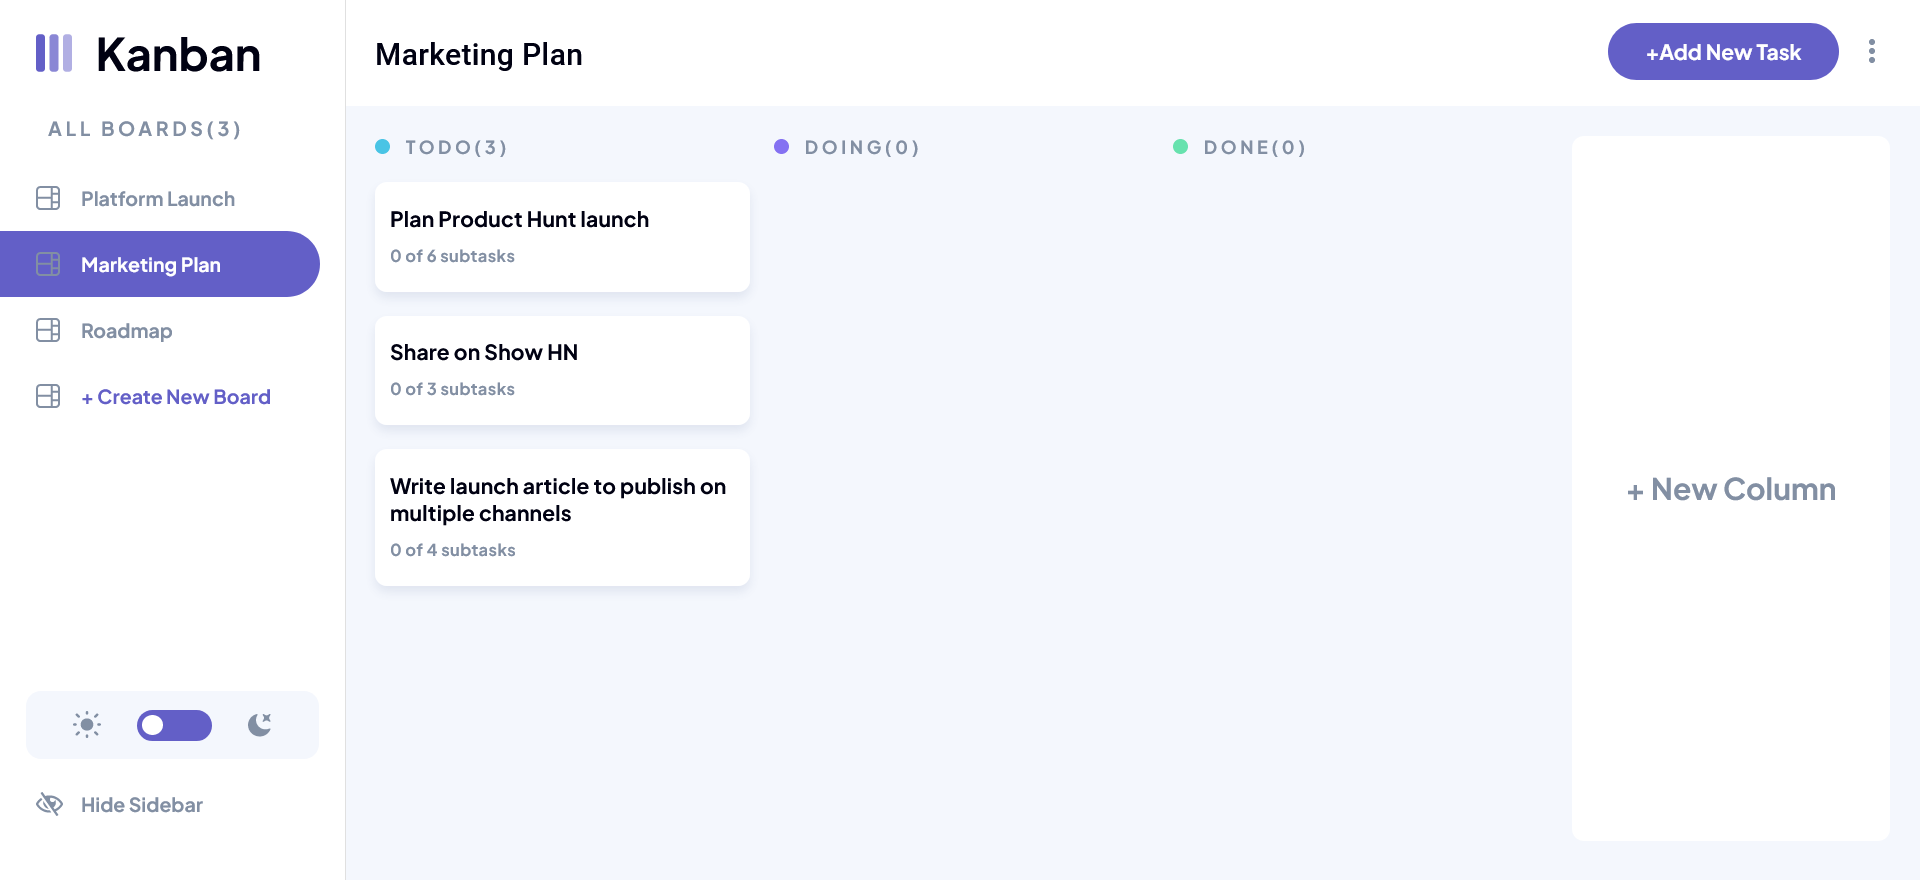 Kanban
ALL BOARDS(3)
Platform Launch
Marketing Plan
Roadmap
+ Create New Board
Hide Sidebar
Marketing Plan
+Add New Task
TODO(3)
Plan Product Hunt launch
0 of 6 subtasks
Share on Show HN
0 of 3 subtasks
Write launch article to publish on
multiple channels
0 of 4 subtasks
DOING(0)
DONE(0)
+ New Column